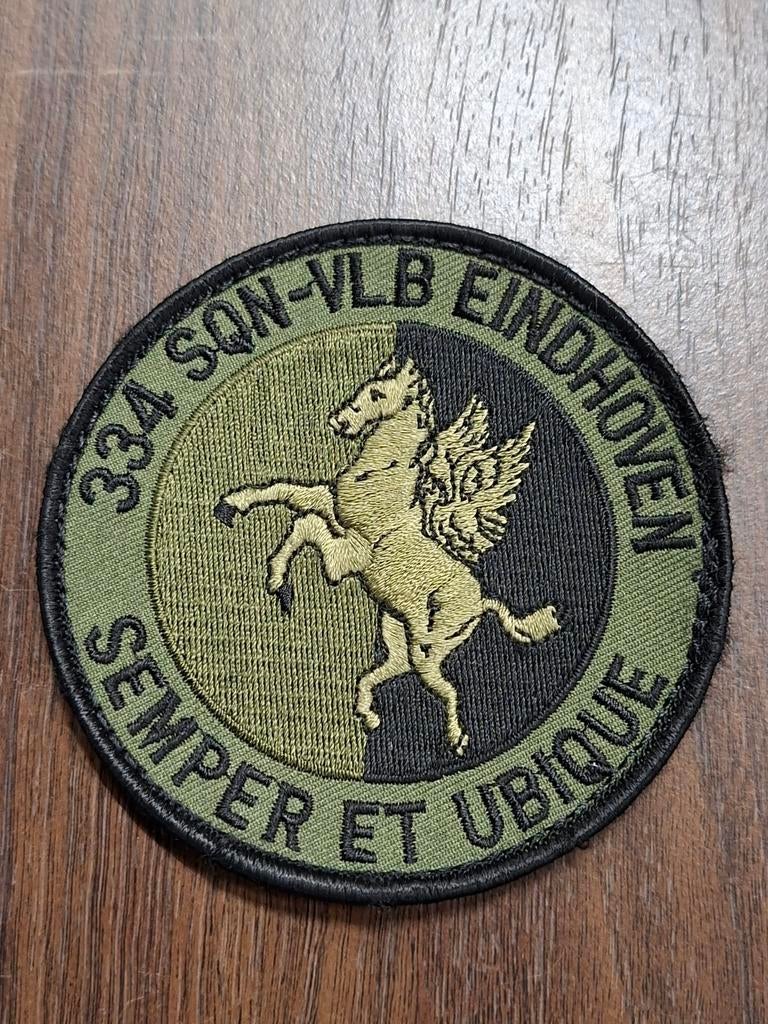 334 SQN-VLB EINDHOVEN
SEMPER ET UBIQUE